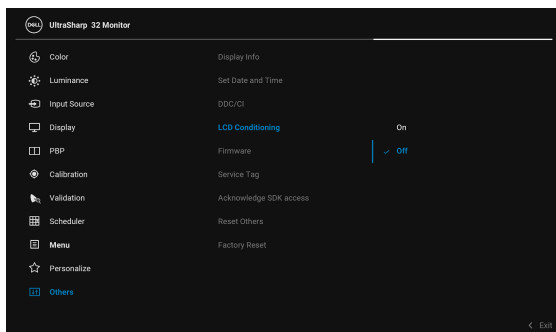 DELL UltraSharp 32 Monitor
Color
Display Info
Luminance
Set Date and Time
Input Source
DDC/CI
Display
LCD Conditioning
On
PBP
Firmware
Off
Calibration
Service Tag
Validation
Acknowledge SDK access
Scheduler
Reset Others
Menu
Factory Reset
Personalize
Others
Exit